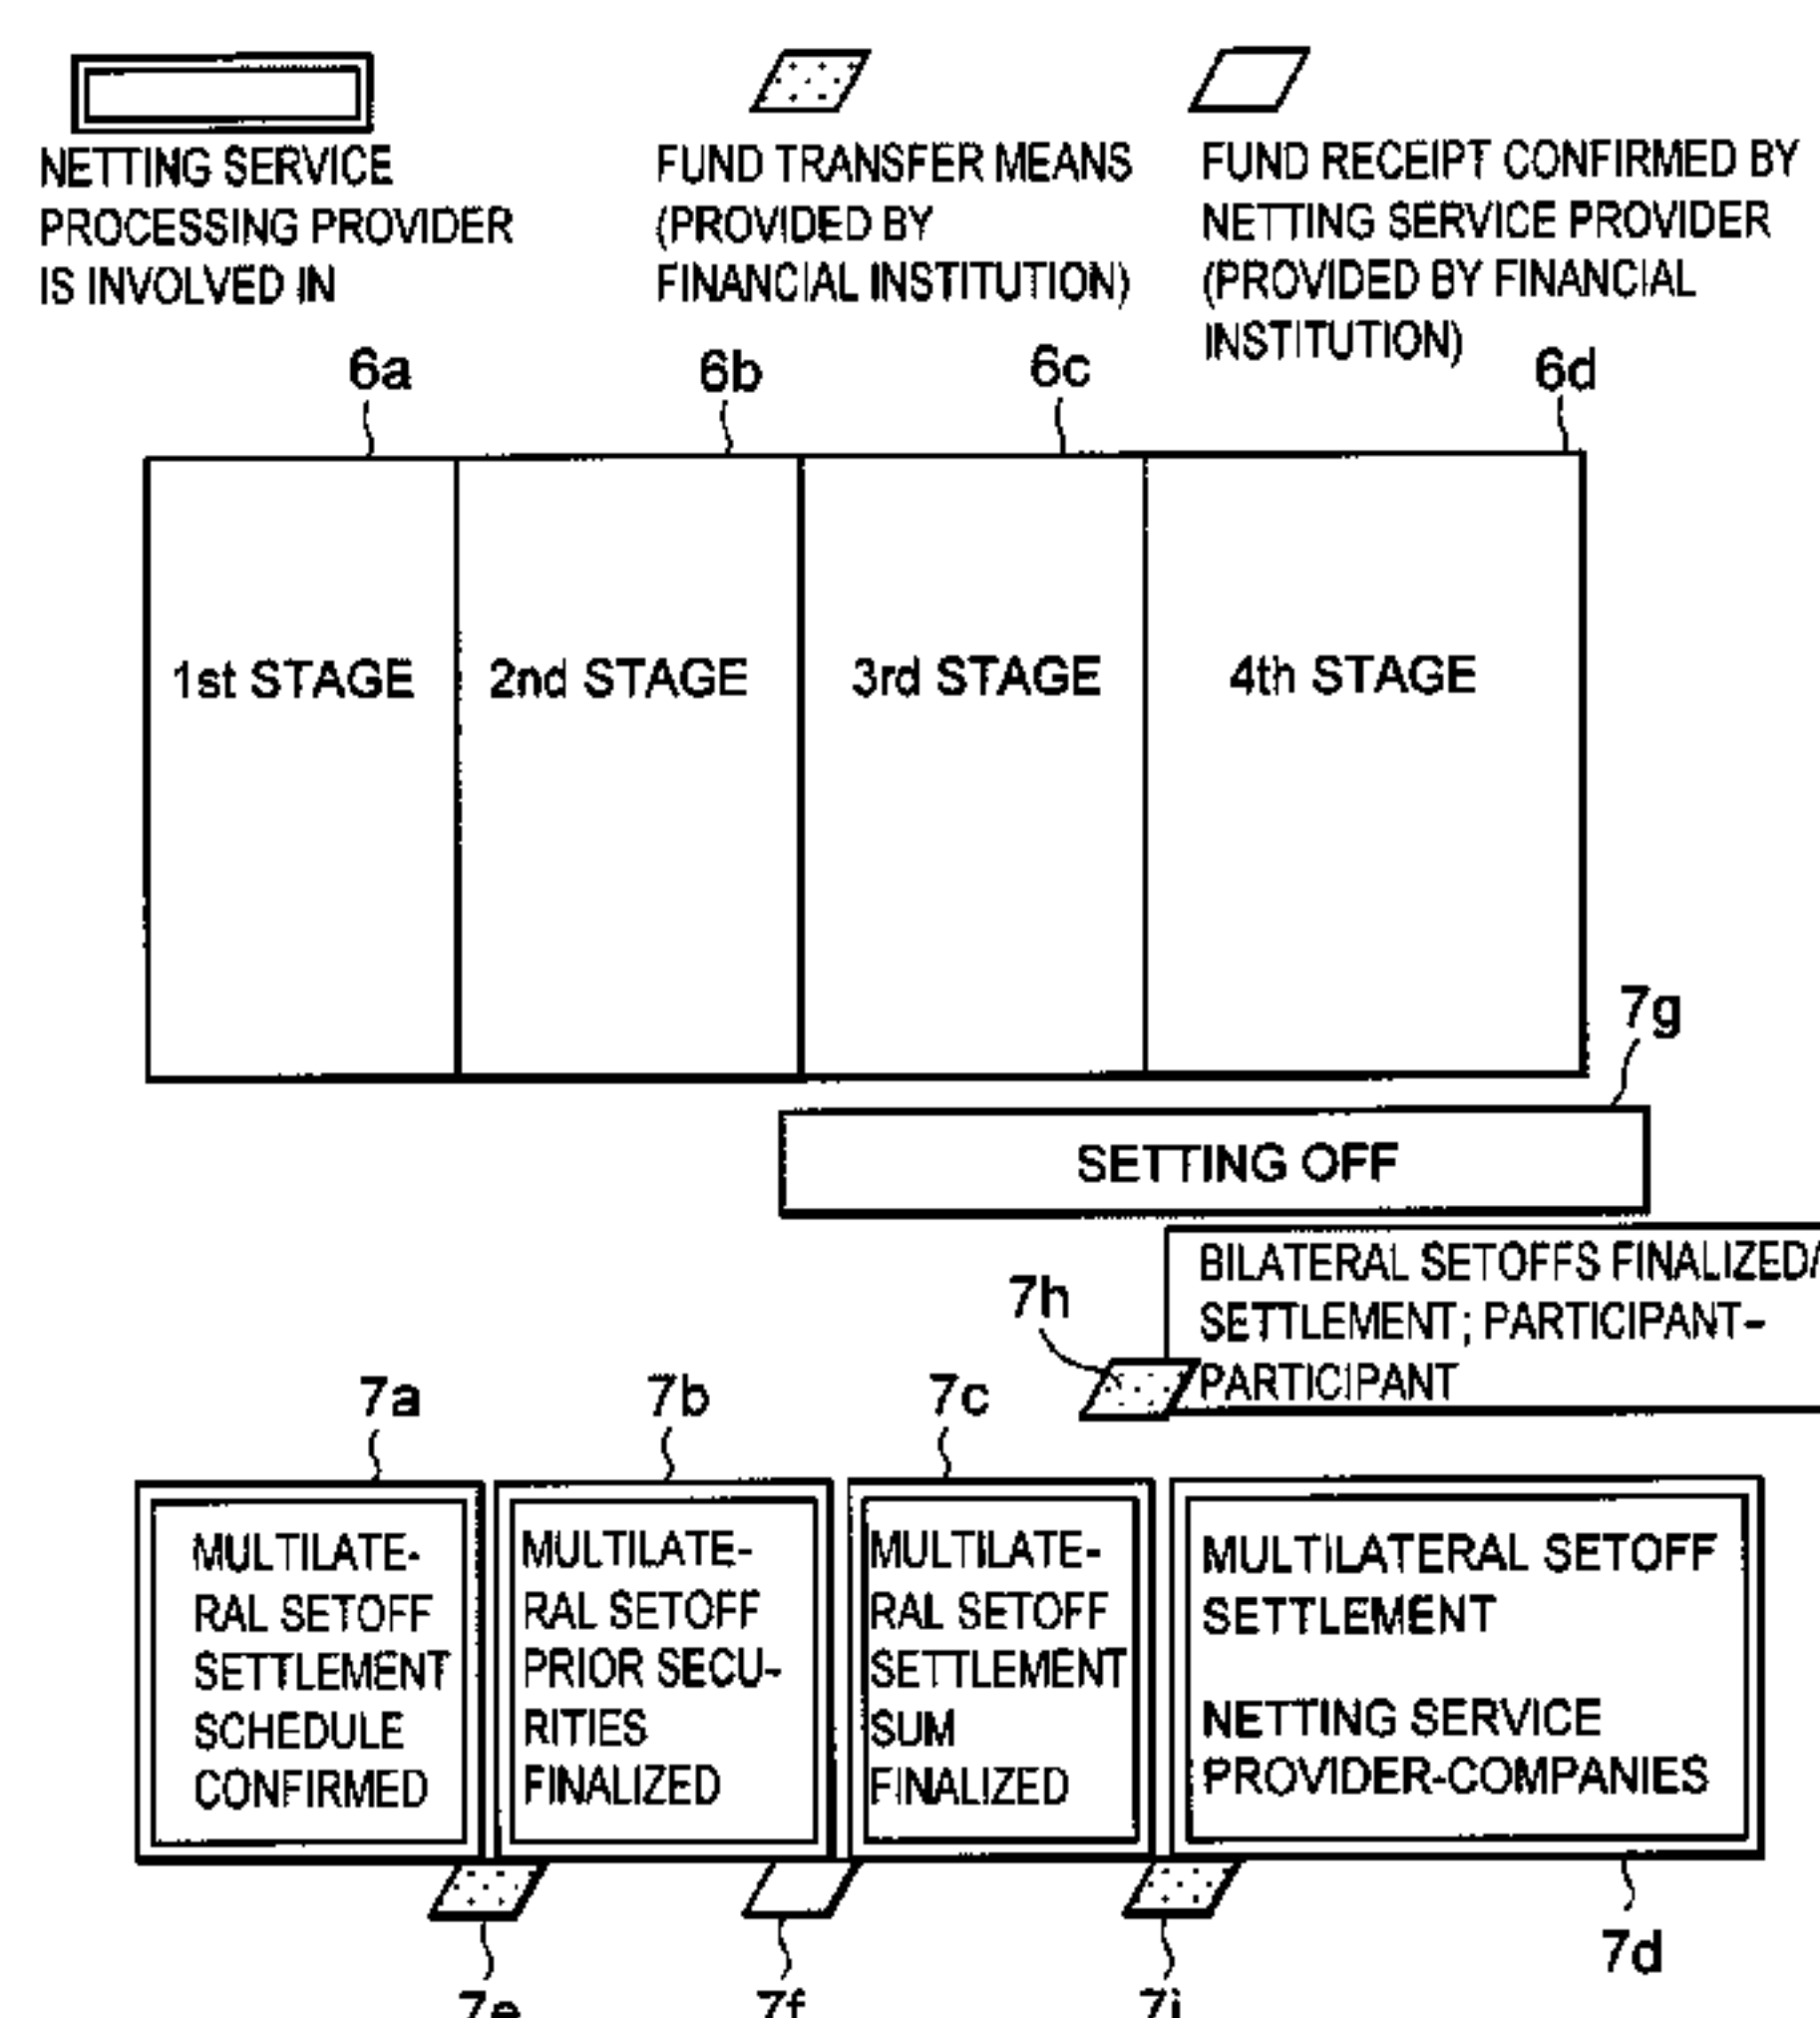 NETTING SERVICE
PROCESSING PROVIDER
IS INVOLVED IN
FUND TRANSFER MEANS
(PROVIDED BY
FINANCIAL INSTITUTION)
FUND RECEIPT CONFIRMED BY
NETTING SERVICE PROVIDER
(PROVIDED BY FINANCIAL
INSTITUTION)
6a
6b
6c
6d
1st STAGE
2nd STAGE
3rd STAGE
4th STAGE
7g
SETTING OFF
7h
BILATERAL SETOFFS FINALIZED/
SETTLEMENT; PARTICIPANT–
PARTICIPANT
7a
7b
7c
MULTILATE-
RAL SETOFF
SETTLEMENT
SCHEDULE
CONFIRMED
MULTILATE-
RAL SETOFF
PRIOR SECU-
RITIES
FINALIZED
MULTILATE-
RAL SETOFF
SETTLEMENT
SUM
FINALIZED
MULTILATERAL SETOFF
SETTLEMENT
NETTING SERVICE
PROVIDER-COMPANIES
7d
7e
7f
7i